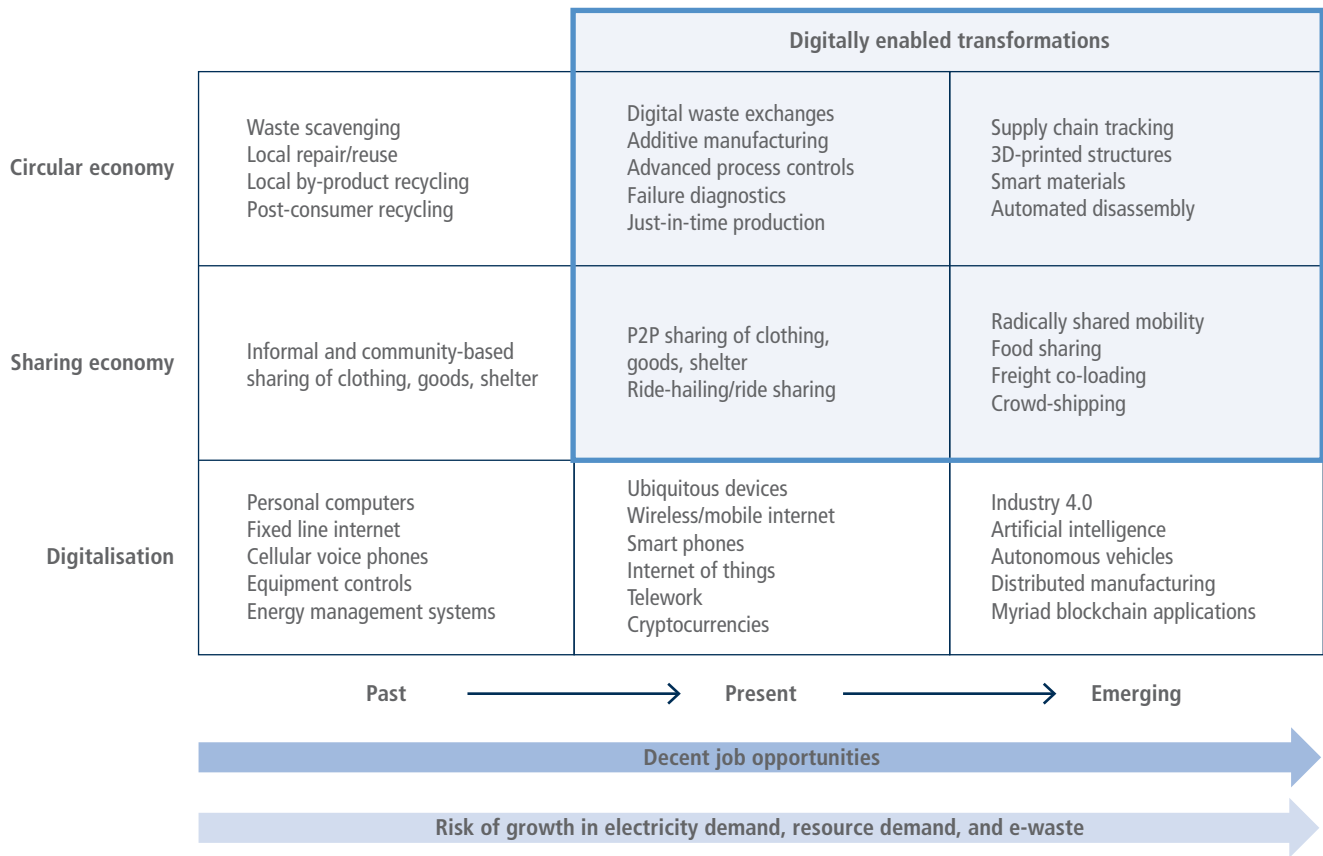 Digitally enabled transformations
Circular economy
Waste scavenging
Local repair/reuse
Local by-product recycling
Post-consumer recycling
Digital waste exchanges
Additive manufacturing
Advanced process controls
Failure diagnostics
Just-in-time production
Supply chain tracking
3D-printed structures
Smart materials
Automated disassembly
Sharing economy
Informal and community-based
sharing of clothing, goods, shelter
P2P sharing of clothing,
goods, shelter
Ride-hailing/ride sharing
Radically shared mobility
Food sharing
Freight co-loading
Crowd-shipping
Digitalisation
Personal computers
Fixed line internet
Cellular voice phones
Equipment controls
Energy management systems
Ubiquitous devices
Wireless/mobile internet
Smart phones
Internet of things
Telework
Cryptocurrencies
Industry 4.0
Artificial intelligence
Autonomous vehicles
Distributed manufacturing
Myriad blockchain applications
Past
Present
Emerging
Decent job opportunities
Risk of growth in electricity demand, resource demand, and e-waste